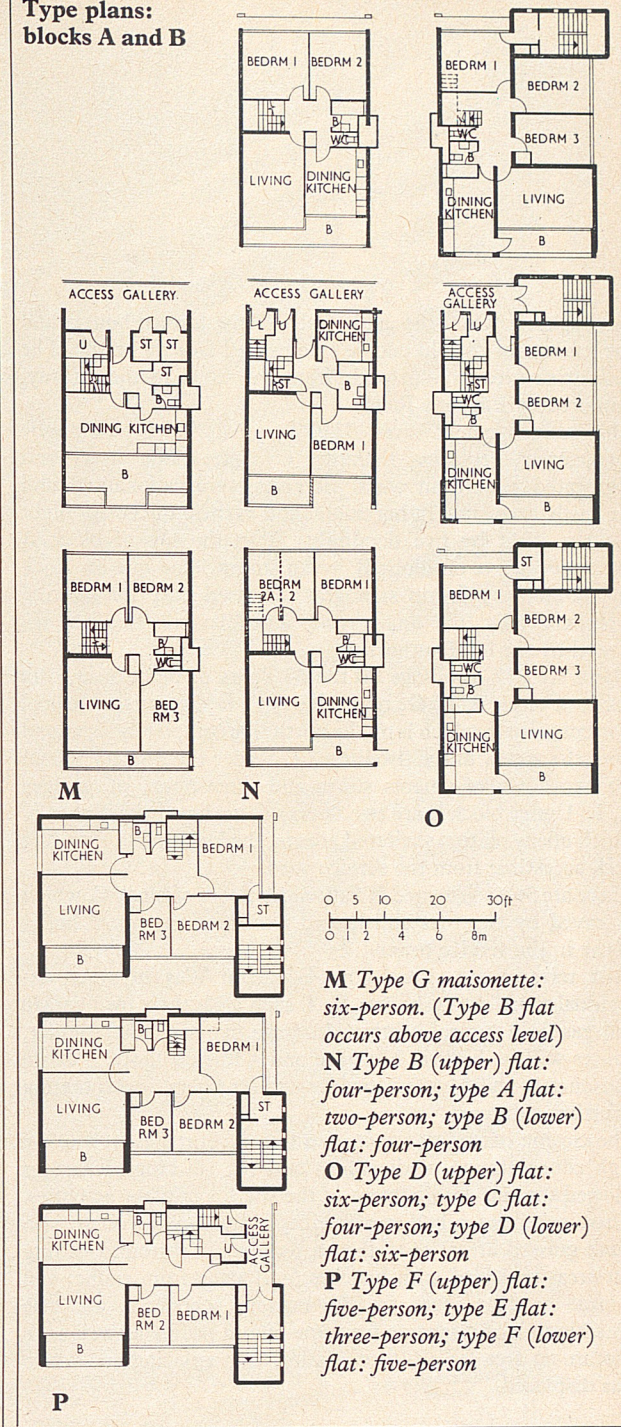 Type plans:
blocks A and B
BEDRM 1 BEDRM 2
B
WC
LIVING DINING KITCHEN
B
BEDRM 1
BEDRM 2
WC
B
BEDRM 3
DINING KITCHEN
LIVING
B
ACCESS GALLERY
U ST ST
ST
B
DINING KITCHEN
B
ACCESS GALLERY
L U DINING KITCHEN
ST B
LIVING
BEDRM 1
B
ACCESS GALLERY
L U
BEDRM 1
ST
WC
B
BEDRM 2
DINING KITCHEN
LIVING
B
BEDRM 1 BEDRM 2
B
WC
LIVING BED RM 3
B
M
BEDRM 2A 2 BEDRM 1
B
WC
LIVING DINING KITCHEN
B
N
ST
BEDRM 1
BEDRM 2
WC
B
BEDRM 3
DINING KITCHEN
LIVING
B
O
DINING KITCHEN
B
BEDRM 1
LIVING
BED RM 3
BEDRM 2
ST
B
DINING KITCHEN
B
BEDRM 1
LIVING
BED RM 3
BEDRM 2
ST
B
DINING KITCHEN
B
L
U
ACCESS GALLERY
LIVING
BED RM 2
BEDRM 1
B
P
0 5 10 20 30ft
0 1 2 4 6 8m
M Type G maisonette:
six-person. (Type B flat
occurs above access level)
N Type B (upper) flat:
four-person; type A flat:
two-person; type B (lower)
flat: four-person
O Type D (upper) flat:
six-person; type C flat:
four-person; type D (lower)
flat: six-person
P Type F (upper) flat:
five-person; type E flat:
three-person; type F (lower)
flat: five-person